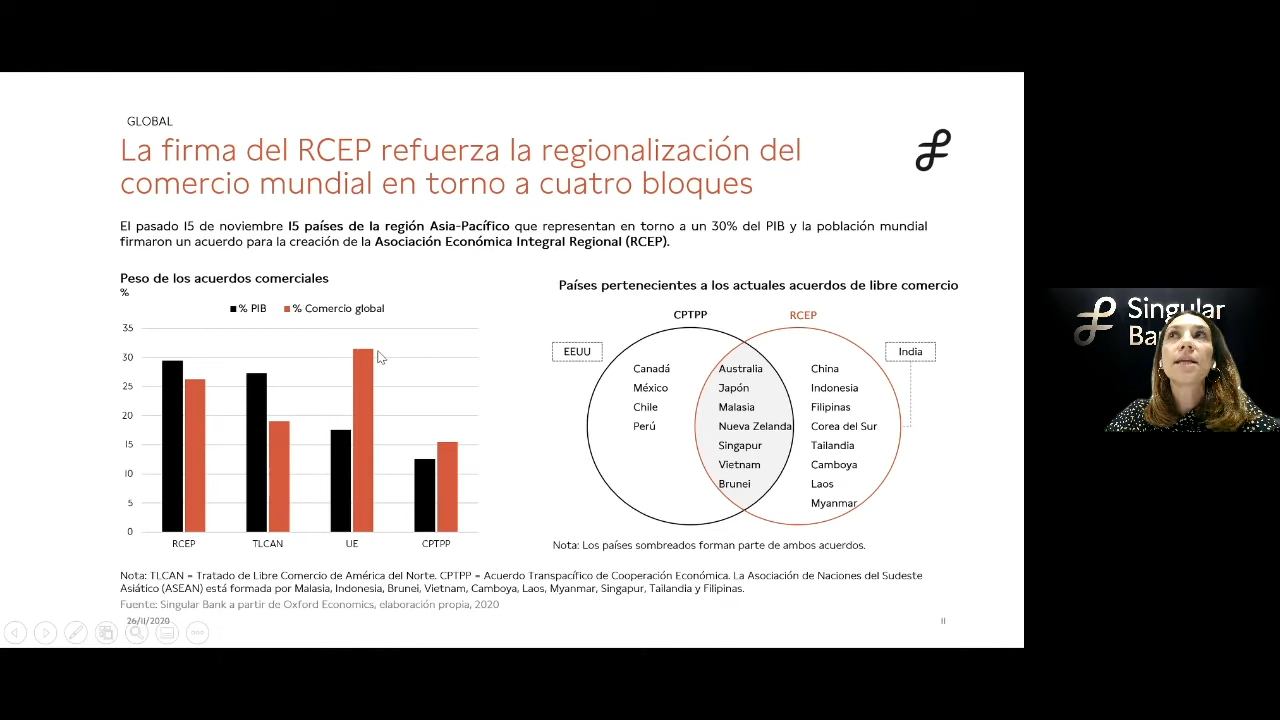 GLOBAL
La firma del RCEP refuerza la regionalización del
comercio mundial en torno a cuatro bloques
El pasado 15 de noviembre 15 países de la región Asia-Pacífico que representan en torno a un 30% del PIB y la población mundial
firmaron un acuerdo para la creación de la Asociación Económica Integral Regional (RCEP).
Peso de los acuerdos comerciales
%
% PIB
% Comercio global
35
30
25
20
15
10
5
0
RCEP
TLCAN
UE
CPTPP
Países pertenecientes a los actuales acuerdos de libre comercio
CPTPP
RCEP
EEUU
India
Canadá
México
Chile
Perú
Australia
Japón
Malasia
Nueva Zelanda
Singapur
Vietnam
Brunei
China
Indonesia
Filipinas
Corea del Sur
Tailandia
Camboya
Laos
Myanmar
Nota: Los países sombreados forman parte de ambos acuerdos.
Nota: TLCAN = Tratado de Libre Comercio de América del Norte. CPTPP = Acuerdo Transpacífico de Cooperación Económica. La Asociación de Naciones del Sudeste
Asiático (ASEAN) está formada por Malasia, Indonesia, Brunei, Vietnam, Camboya, Laos, Myanmar, Singapur, Tailandia y Filipinas.
Fuente: Singular Bank a partir de Oxford Economics, elaboración propia, 2020
26/11/2020
11
Singular